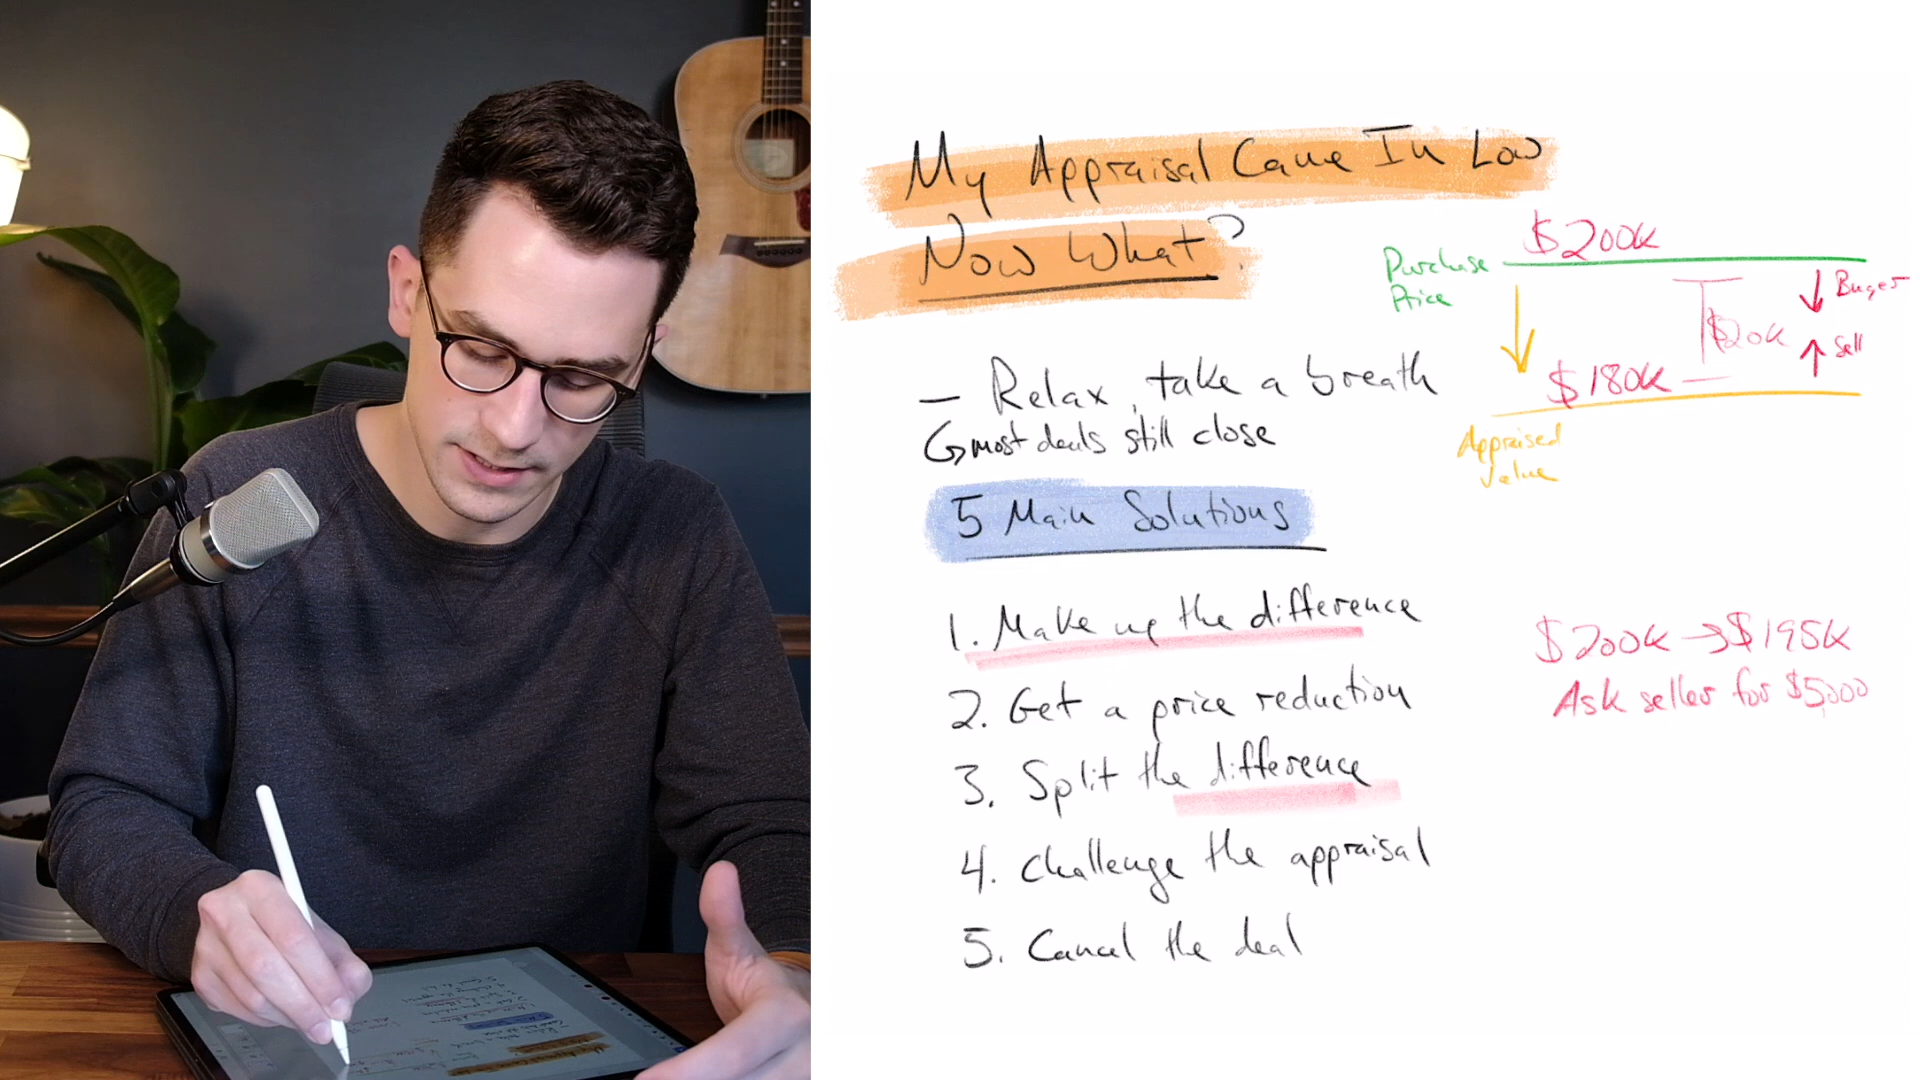 My Appraisal Came In Low
Now What?
$200k
Purchase
Price
Buyer
$20k
Sell
$180k
Appraised
Value
– Relax, take a breath
most deals still close
5 Main Solutions
1. Make up the difference
2. Get a price reduction
3. Split the difference
4. Challenge the appraisal
5. Cancel the deal
$200k → $195k
Ask seller for $5,000